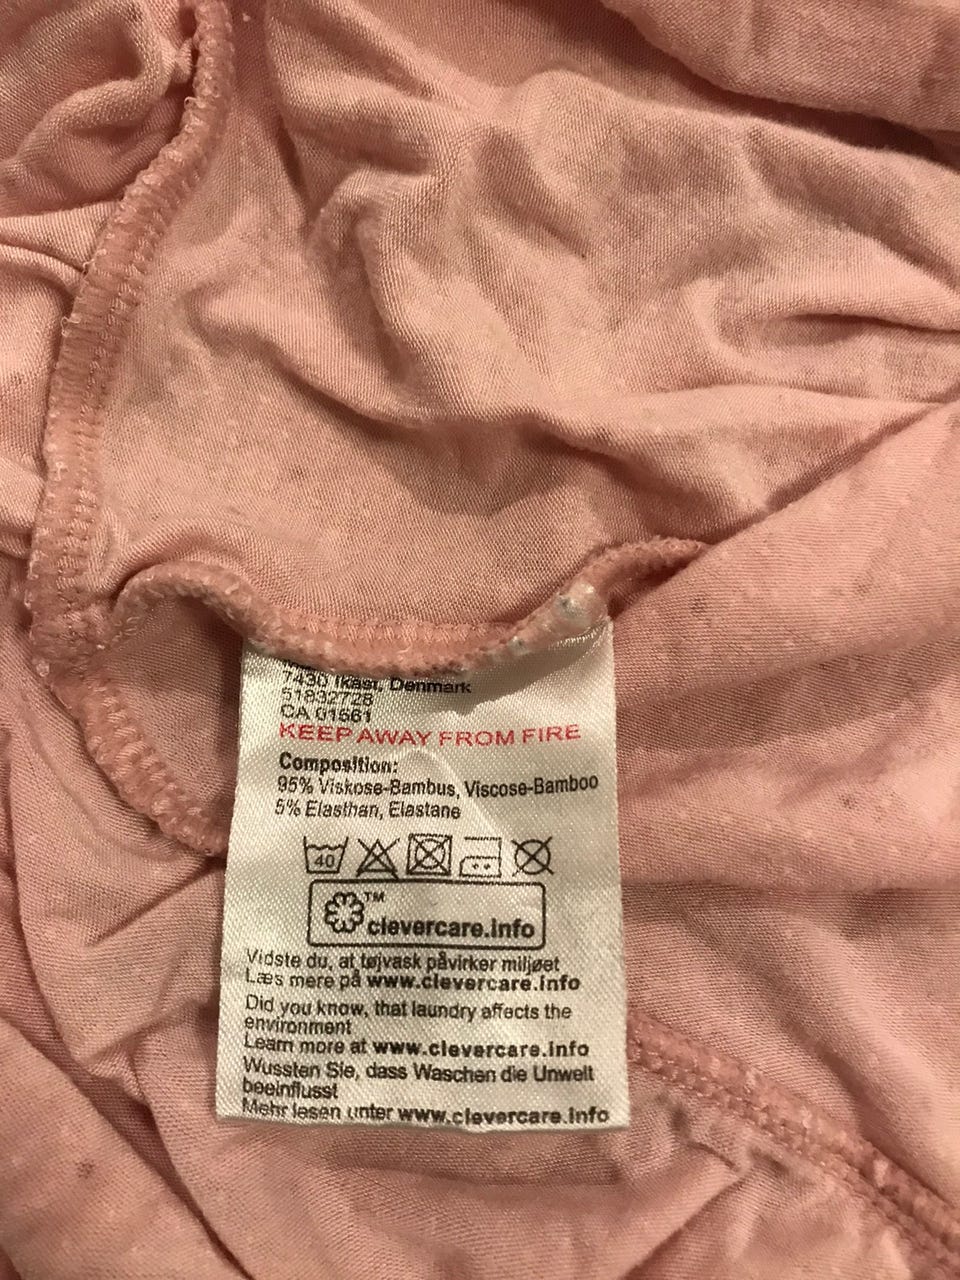 7430 Ikast, Denmark
51832728
CA 01561
KEEP AWAY FROM FIRE
Composition:
95% Viskose-Bambus, Viscose-Bamboo
5% Elasthan, Elastane
40
TM
clevercare.info
Vidste du, at tøjvask påvirker miljøet
Læs mere på www.clevercare.info
Did you know, that laundry affects the
environment
Learn more at www.clevercare.info
Wussten Sie, dass Waschen die Umwelt
beeinflusst
Mehr lesen unter www.clevercare.info